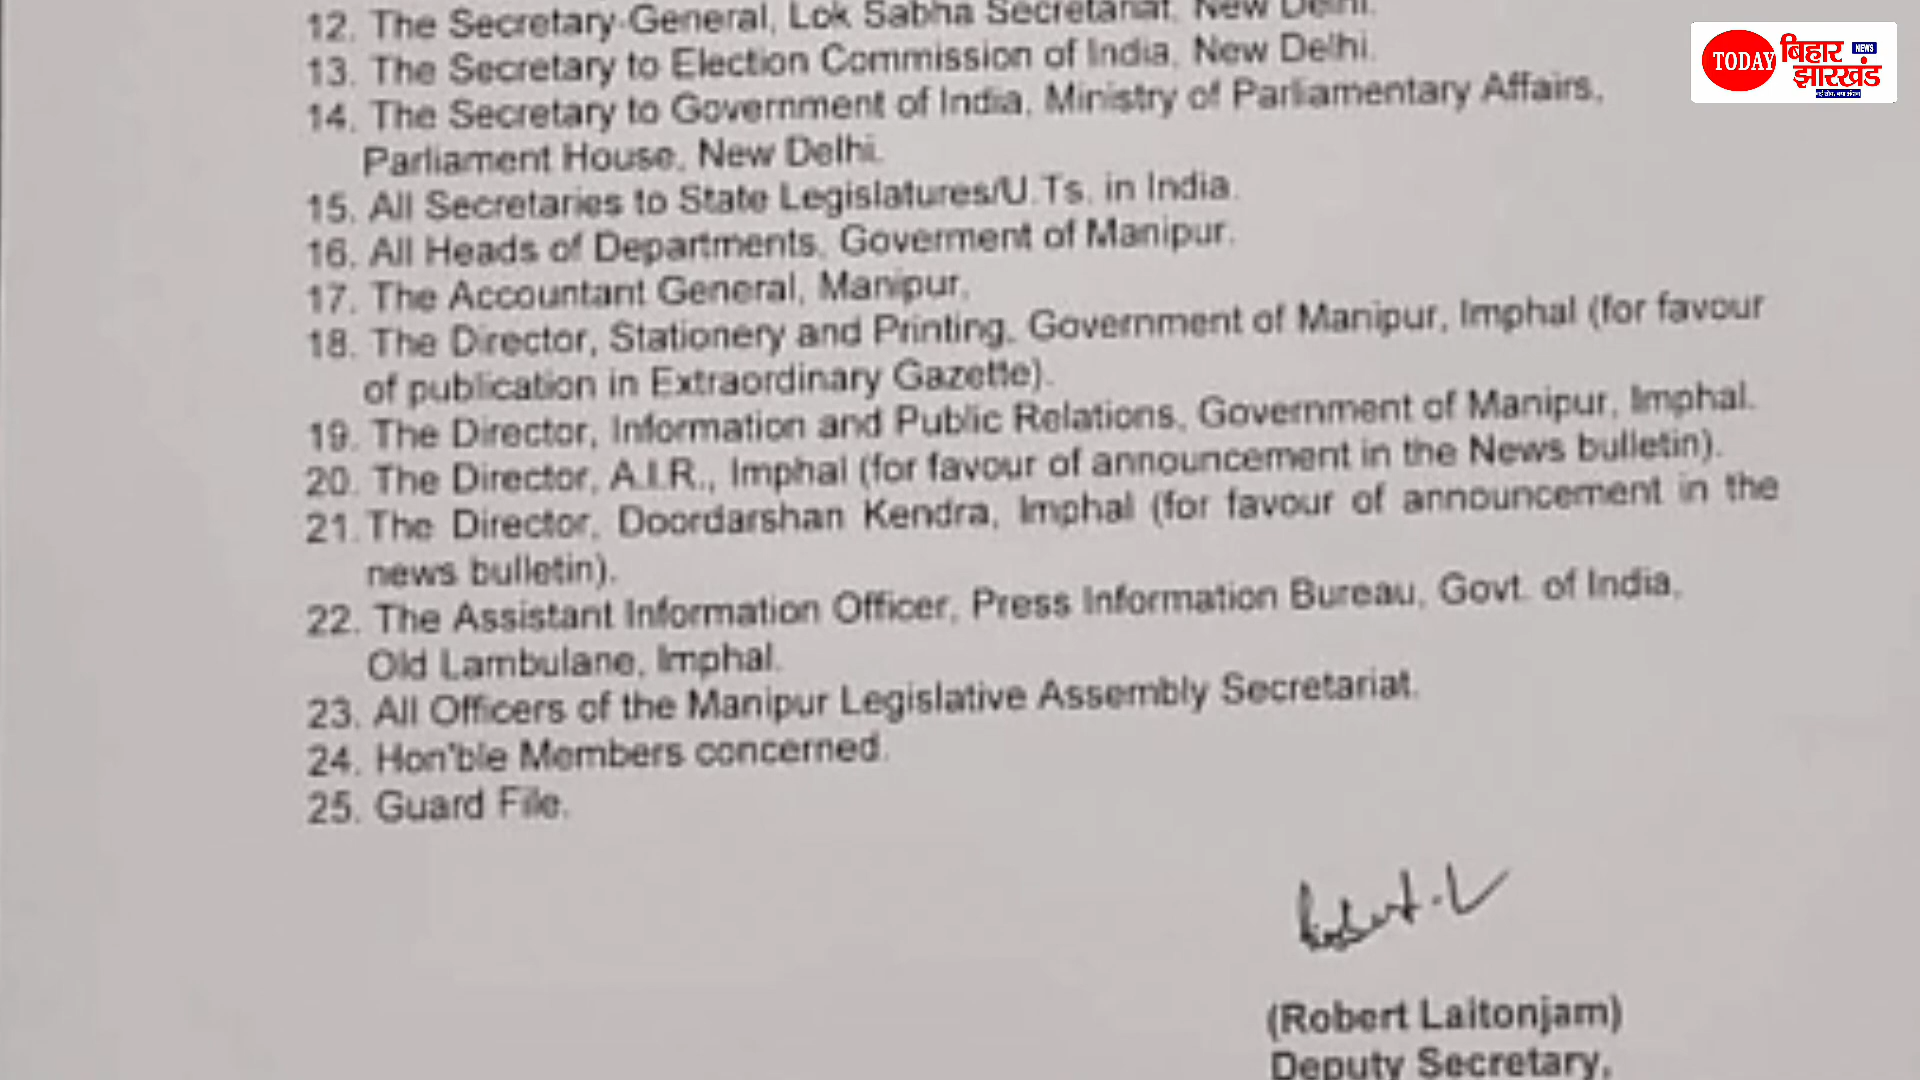 12. The Secretary-General, Lok Sabha Secretariat, New Delhi.
13. The Secretary to Election Commission of India, New Delhi.
14. The Secretary to Government of India, Ministry of Parliamentary Affairs,
Parliament House, New Delhi.
15. All Secretaries to State Legislatures/U.Ts. in India.
16. All Heads of Departments, Goverment of Manipur.
17. The Accountant General, Manipur.
18. The Director, Stationery and Printing, Government of Manipur, Imphal (for favour
of publication in Extraordinary Gazette).
19. The Director, Information and Public Relations, Government of Manipur, Imphal.
20. The Director, A.I.R., Imphal (for favour of announcement in the News bulletin).
21. The Director, Doordarshan Kendra, Imphal (for favour of announcement in the
news bulletin).
22. The Assistant Information Officer, Press Information Bureau, Govt. of India,
Old Lambulane, Imphal.
23. All Officers of the Manipur Legislative Assembly Secretariat.
24. Hon'ble Members concerned.
25. Guard File.
Robert. L
(Robert Laitonjam)
Deputy Secretary,
TODAY बिहार NEWS
झारखंड